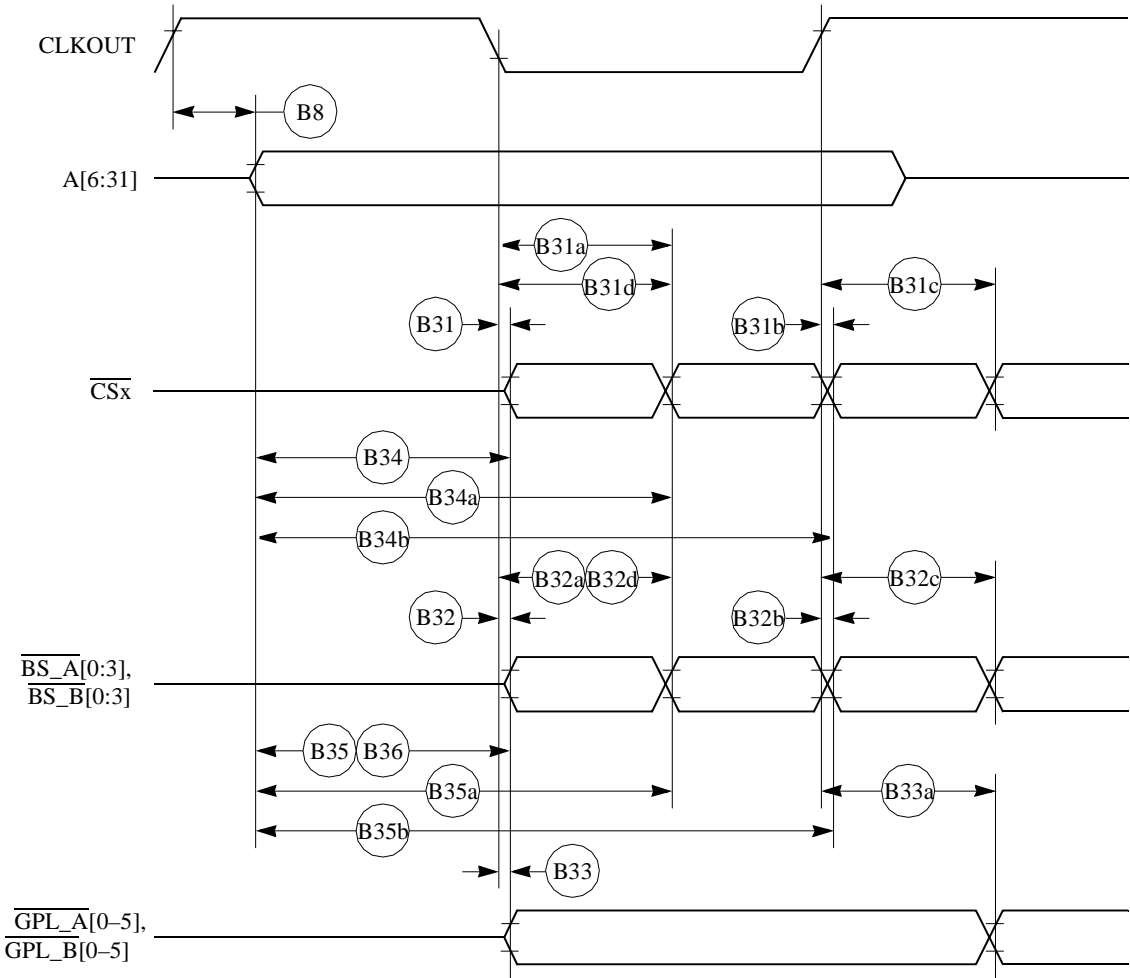 CLKOUT
B8
A[6:31]
B31a
B31d
B31c
B31
B31b
CSx
B34
B34a
B34b
B32a B32d
B32c
B32
B32b
BS_A[0:3],
BS_B[0:3]
B35 B36
B35a
B33a
B35b
B33
GPL_A[0–5],
GPL_B[0–5]